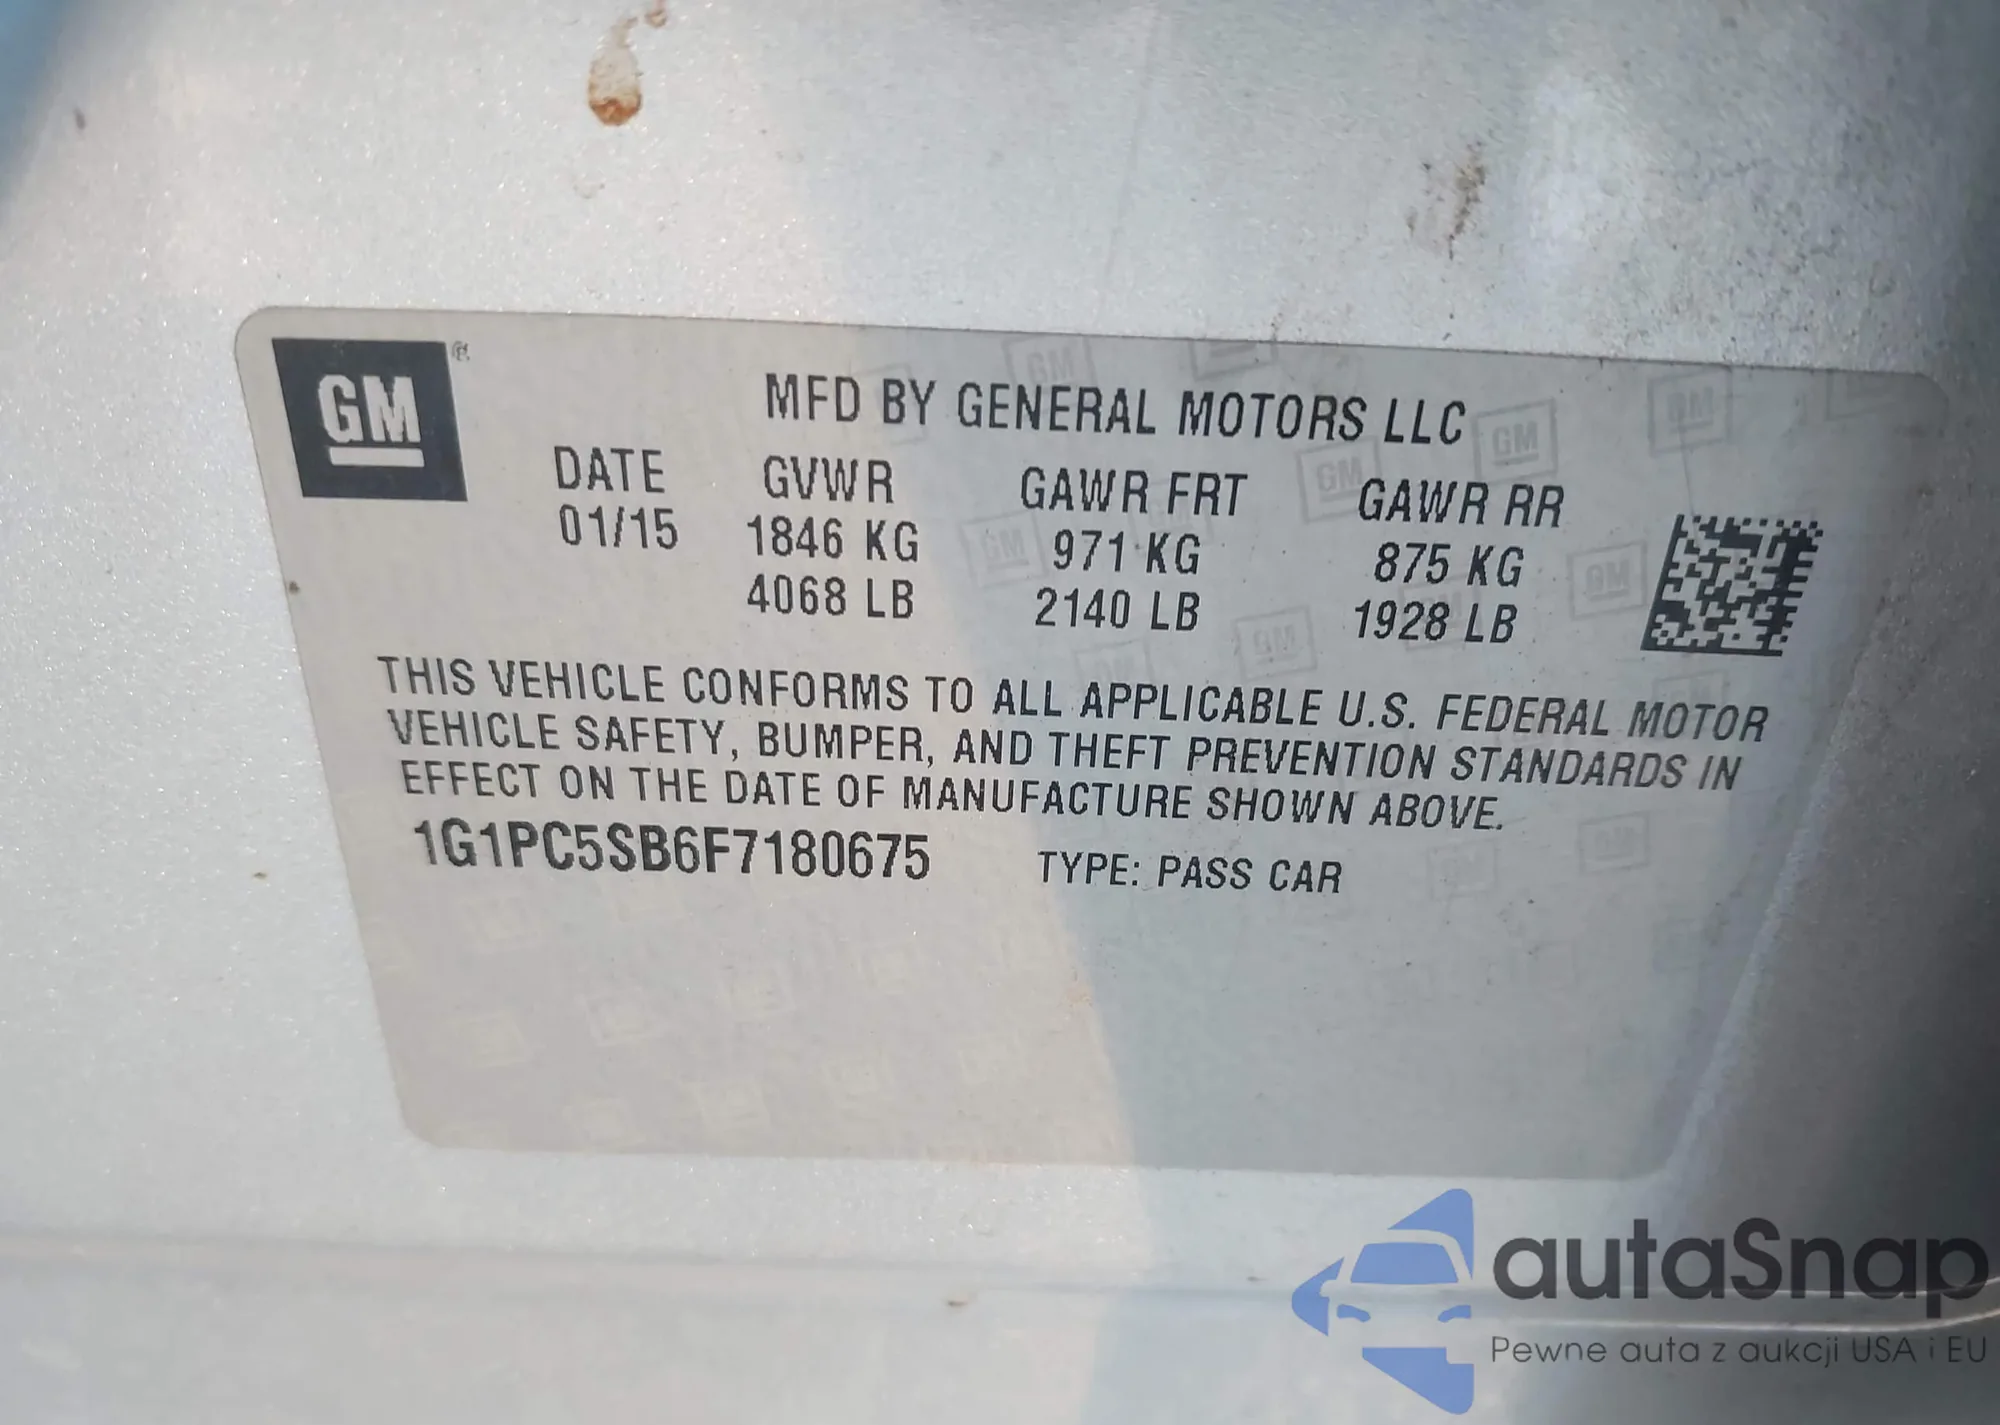 GM
MFD BY GENERAL MOTORS LLC
DATE GVWR GAWR FRT GAWR RR
01/15 1846 KG 971 KG 875 KG
4068 LB 2140 LB 1928 LB
THIS VEHICLE CONFORMS TO ALL APPLICABLE U.S. FEDERAL MOTOR
VEHICLE SAFETY, BUMPER, AND THEFT PREVENTION STANDARDS IN
EFFECT ON THE DATE OF MANUFACTURE SHOWN ABOVE.
1G1PC5SB6F7180675 TYPE: PASS CAR
autaSnap
Pewne auta z aukcji USA i EU